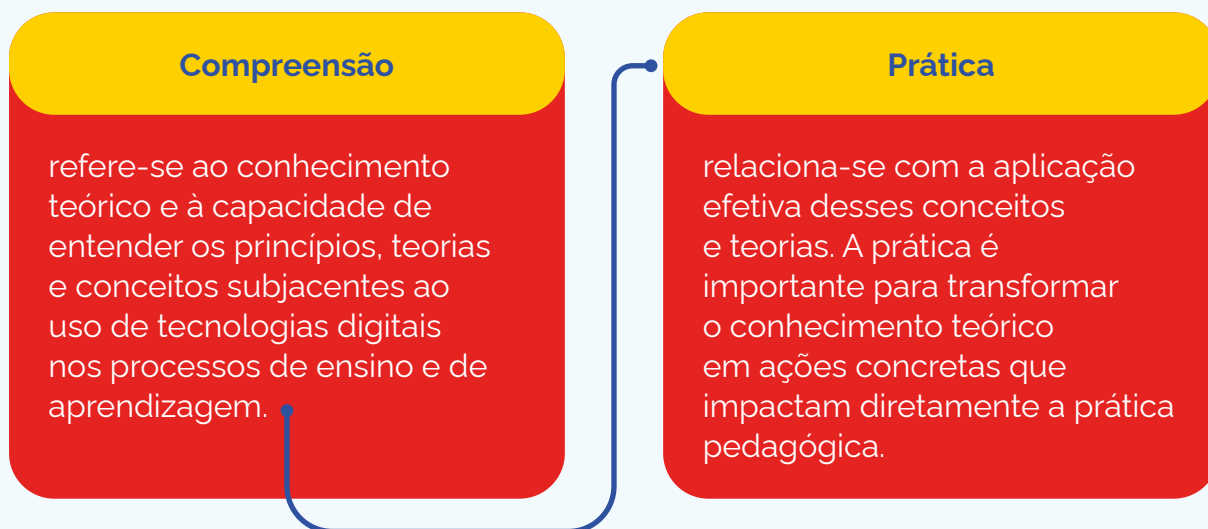 Compreensão
refere-se ao conhecimento
teórico e à capacidade de
entender os princípios, teorias
e conceitos subjacentes ao
uso de tecnologias digitais
nos processos de ensino e de
aprendizagem.
Prática
relaciona-se com a aplicação
efetiva desses conceitos
e teorias. A prática é
importante para transformar
o conhecimento teórico
em ações concretas que
impactam diretamente a prática
pedagógica.